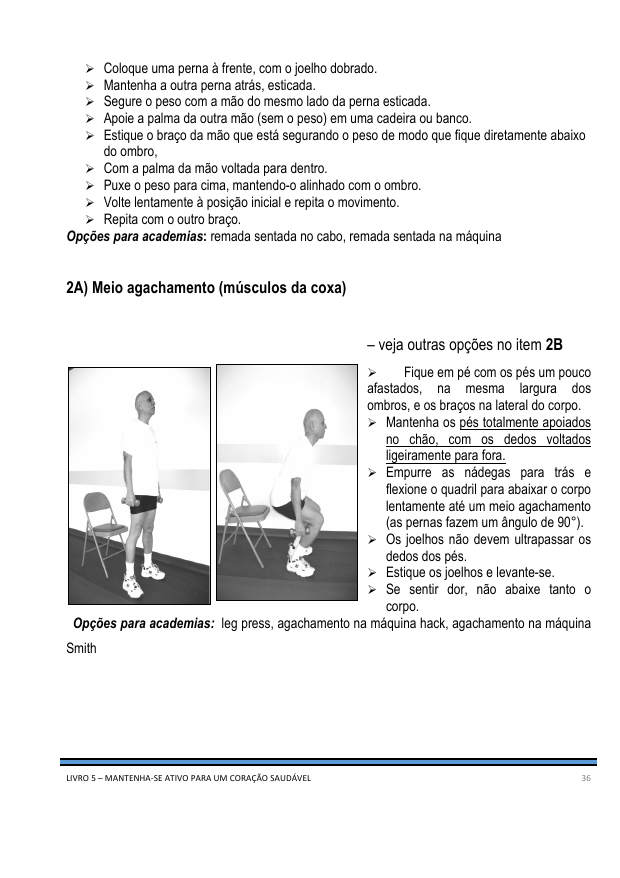 ➢ Coloque uma perna à frente, com o joelho dobrado.
➢ Mantenha a outra perna atrás, esticada.
➢ Segure o peso com a mão do mesmo lado da perna esticada.
➢ Apoie a palma da outra mão (sem o peso) em uma cadeira ou banco.
➢ Estique o braço da mão que está segurando o peso de modo que fique diretamente abaixo
do ombro,
➢ Com a palma da mão voltada para dentro.
➢ Puxe o peso para cima, mantendo-o alinhado com o ombro.
➢ Volte lentamente à posição inicial e repita o movimento.
➢ Repita com o outro braço.
Opções para academias: remada sentada no cabo, remada sentada na máquina
2A) Meio agachamento (músculos da coxa)
– veja outras opções no item 2B
➢ Fique em pé com os pés um pouco
afastados, na mesma largura dos
ombros, e os braços na lateral do corpo.
➢ Mantenha os pés totalmente apoiados
no chão, com os dedos voltados
ligeiramente para fora.
➢ Empurre as nádegas para trás e
flexione o quadril para abaixar o corpo
lentamente até um meio agachamento
(as pernas fazem um ângulo de 90°).
➢ Os joelhos não devem ultrapassar os
dedos dos pés.
➢ Estique os joelhos e levante-se.
➢ Se sentir dor, não abaixe tanto o
corpo.
Opções para academias: leg press, agachamento na máquina hack, agachamento na máquina
Smith
LIVRO 5 – MANTENHA-SE ATIVO PARA UM CORAÇÃO SAUDÁVEL 36